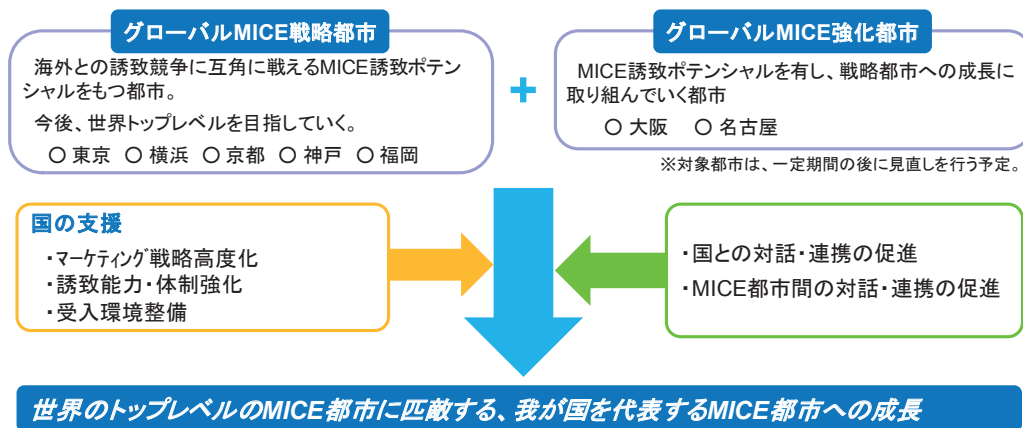 グローバルMICE戦略都市
海外との誘致競争に互角に戦えるMICE誘致ポテン
シャルをもつ都市。
今後、世界トップレベルを目指していく。
○ 東京 ○ 横浜 ○ 京都 ○ 神戸 ○ 福岡
+
グローバルMICE強化都市
MICE誘致ポテンシャルを有し、戦略都市への成長に
取り組んでいく都市
○ 大阪 ○ 名古屋
※対象都市は、一定期間の後に見直しを行う予定。
国の支援
・マーケティング戦略高度化
・誘致能力・体制強化
・受入環境整備
・国との対話・連携の促進
・MICE都市間の対話・連携の促進
世界のトップレベルのMICE都市に匹敵する、我が国を代表するMICE都市への成長